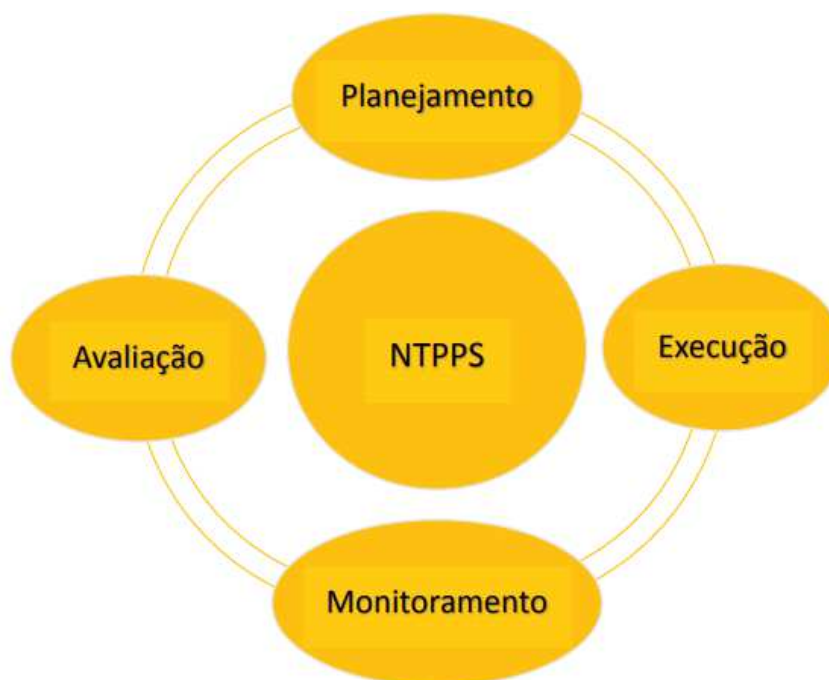 Planejamento
Avaliação
NTPPS
Execução
Monitoramento